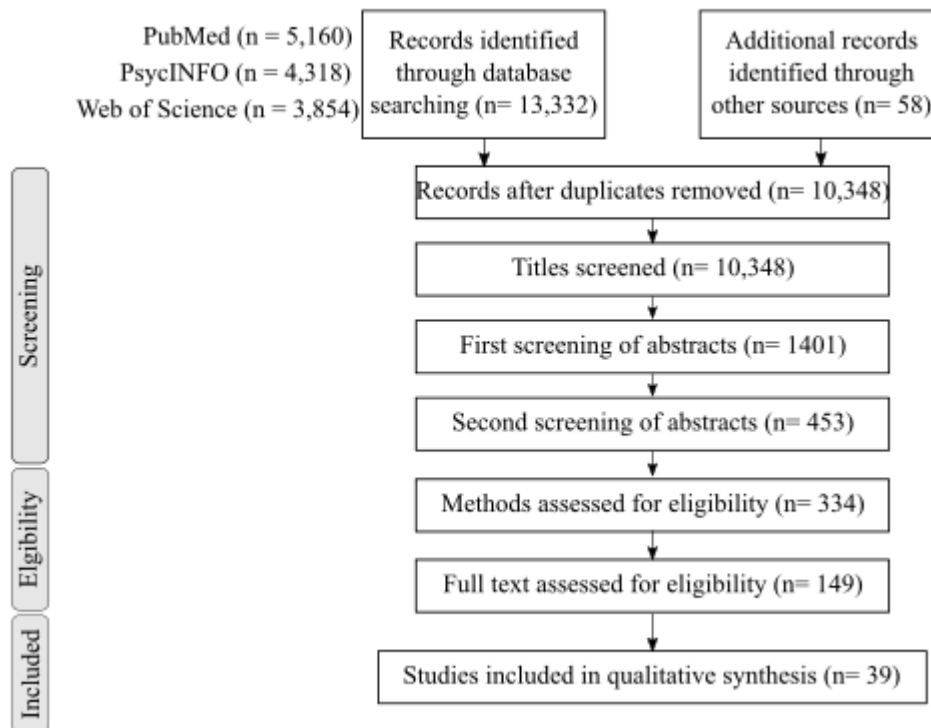 PubMed (n = 5,160)
PsycINFO (n = 4,318)
Web of Science (n = 3,854)
Records identified
through database
searching (n= 13,332)
Additional records
identified through
other sources (n= 58)
Screening
Records after duplicates removed (n= 10,348)
Titles screened (n= 10,348)
First screening of abstracts (n= 1401)
Second screening of abstracts (n= 453)
Elgibility
Methods assessed for eligibility (n= 334)
Full text assessed for eligibility (n= 149)
Included
Studies included in qualitative synthesis (n= 39)